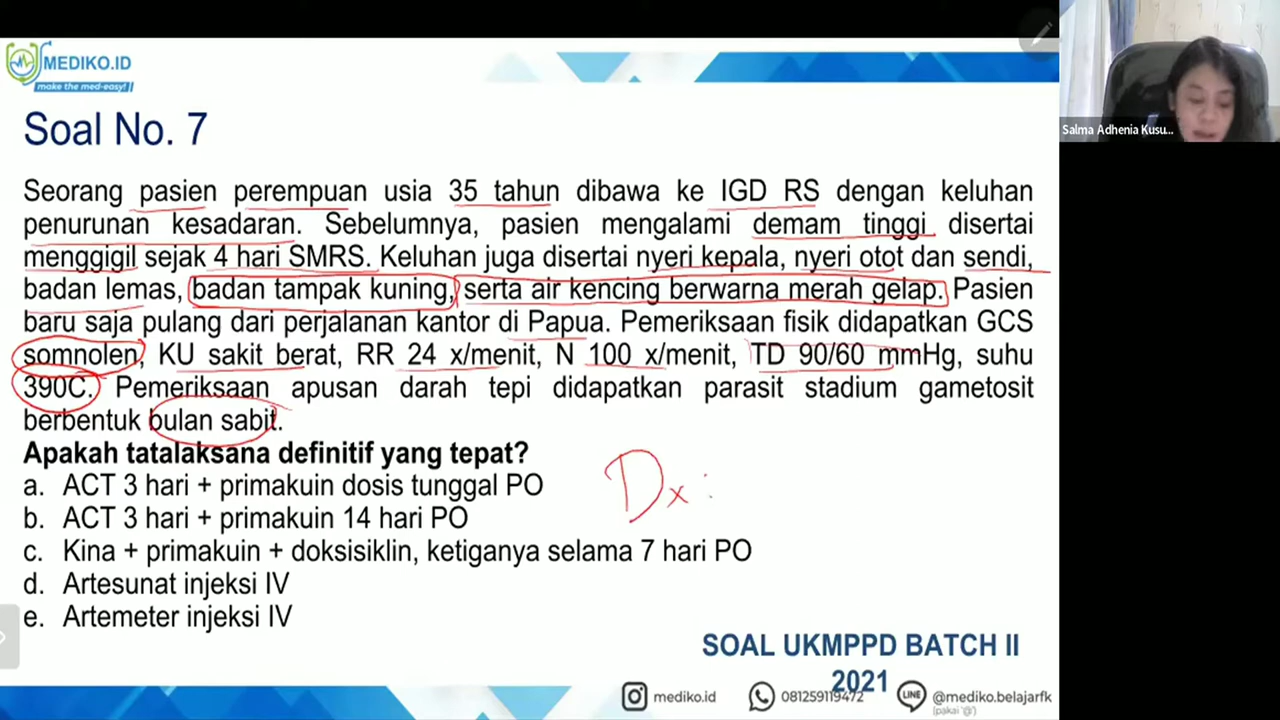 MEDIKO.ID
make the med-easy!
Salma Adhenia Kusu...
Soal No. 7
Seorang pasien perempuan usia 35 tahun dibawa ke IGD RS dengan keluhan
penurunan kesadaran. Sebelumnya, pasien mengalami demam tinggi disertai
menggigil sejak 4 hari SMRS. Keluhan juga disertai nyeri kepala, nyeri otot dan sendi,
badan lemas, badan tampak kuning, serta air kencing berwarna merah gelap. Pasien
baru saja pulang dari perjalanan kantor di Papua. Pemeriksaan fisik didapatkan GCS
somnolen, KU sakit berat, RR 24 x/menit, N 100 x/menit, TD 90/60 mmHg, suhu
390C. Pemeriksaan apusan darah tepi didapatkan parasit stadium gametosit
berbentuk bulan sabit.
Apakah tatalaksana definitif yang tepat?
a. ACT 3 hari + primakuin dosis tunggal PO
b. ACT 3 hari + primakuin 14 hari PO
c. Kina + primakuin + doksisiklin, ketiganya selama 7 hari PO
d. Artesunat injeksi IV
e. Artemeter injeksi IV
Dx :
SOAL UKMPPD BATCH II
2021
mediko.id
081259119472
LINE
@mediko.belajarfk
(pakai '@')